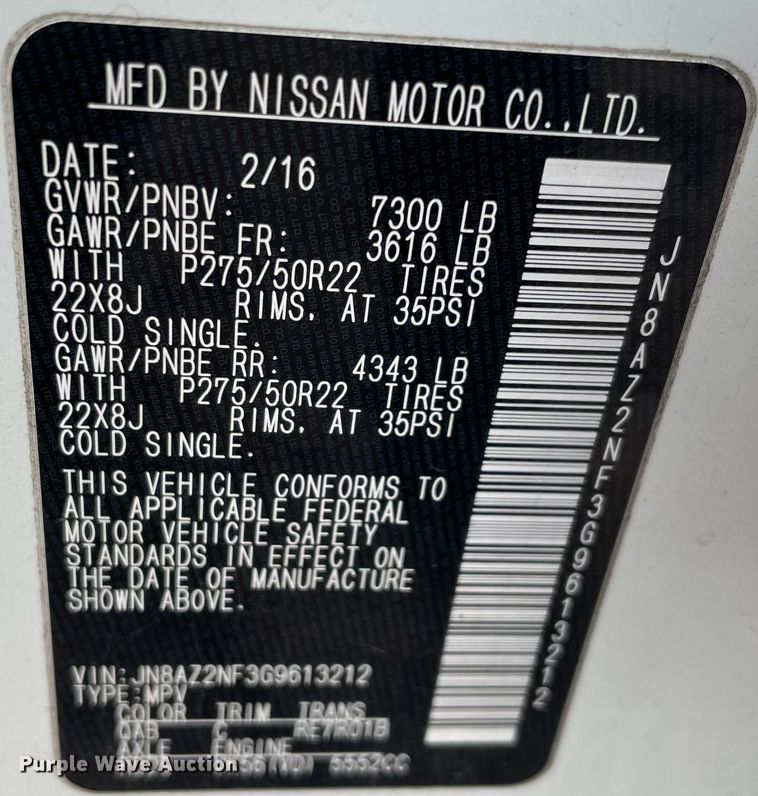 MFD BY NISSAN MOTOR CO.,LTD.
DATE: 2/16
GVWR/PNBV: 7300 LB
GAWR/PNBE FR: 3616 LB
WITH P275/50R22 TIRES
22X8J RIMS, AT 35PSI
COLD SINGLE.
GAWR/PNBE RR: 4343 LB
WITH P275/50R22 TIRES
22X8J RIMS, AT 35PSI
COLD SINGLE.
THIS VEHICLE CONFORMS TO
ALL APPLICABLE FEDERAL
MOTOR VEHICLE SAFETY
STANDARDS IN EFFECT ON
THE DATE OF MANUFACTURE
SHOWN ABOVE.
VIN:JN8AZ2NF3G9613212
TYPE:MPV
COLOR TRIM TRANS
QAB C RE7R01B
AXLE ENGINE
5552CC
JN8AZ2NF3G9613212
Purple Wave Auction